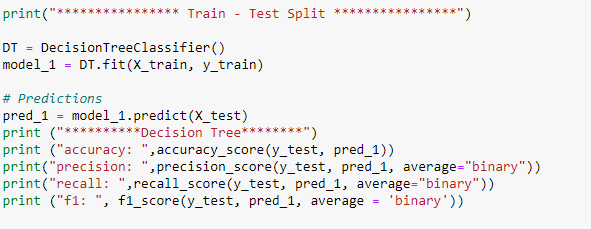 print("**************** Train - Test Split ****************")
DT = DecisionTreeClassifier()
model_1 = DT.fit(X_train, y_train)
# Predictions
pred_1 = model_1.predict(X_test)
print ("**********Decision Tree********")
print ("accuracy: ",accuracy_score(y_test, pred_1))
print("precision: ",precision_score(y_test, pred_1, average="binary"))
print("recall: ",recall_score(y_test, pred_1, average="binary"))
print ("f1: ", f1_score(y_test, pred_1, average = 'binary'))